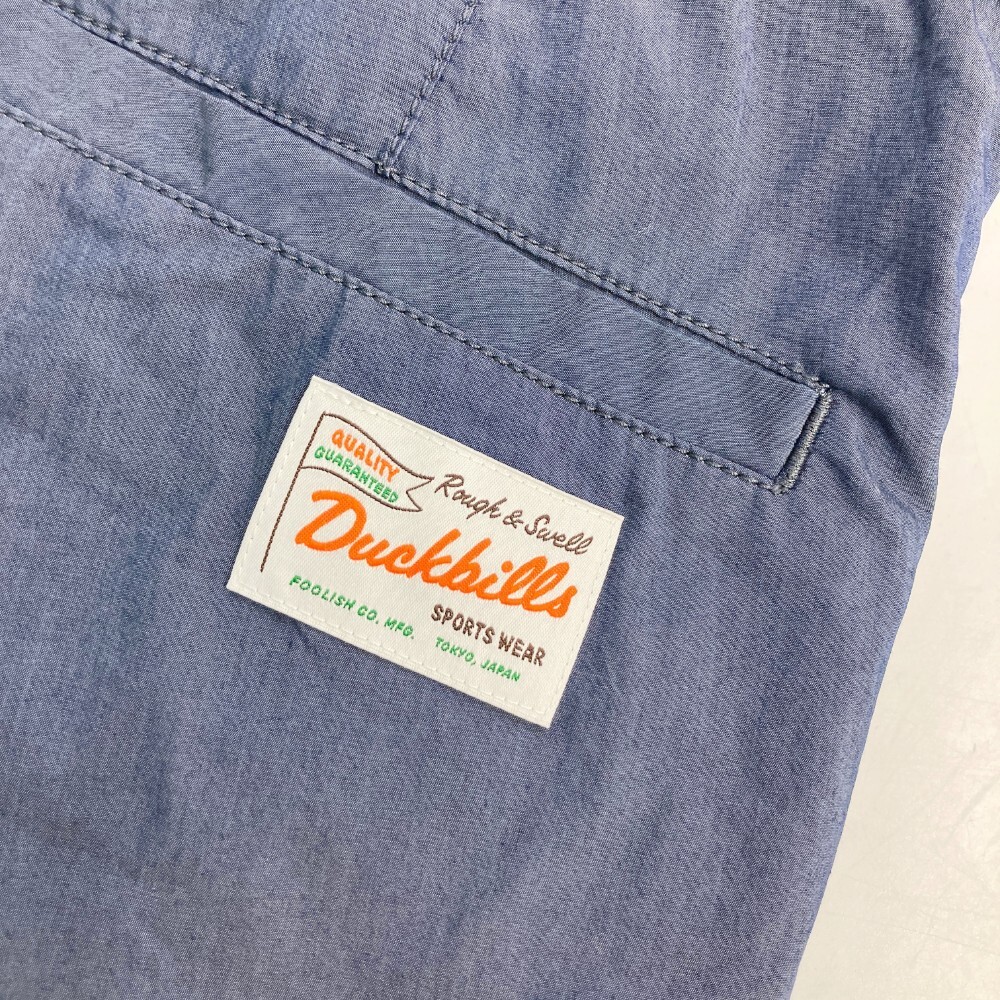 QUALITY
GUARANTEED
Rough & Swell
Duckbills
SPORTS WEAR
FOOLISH CO. MFG. TOKYO, JAPAN